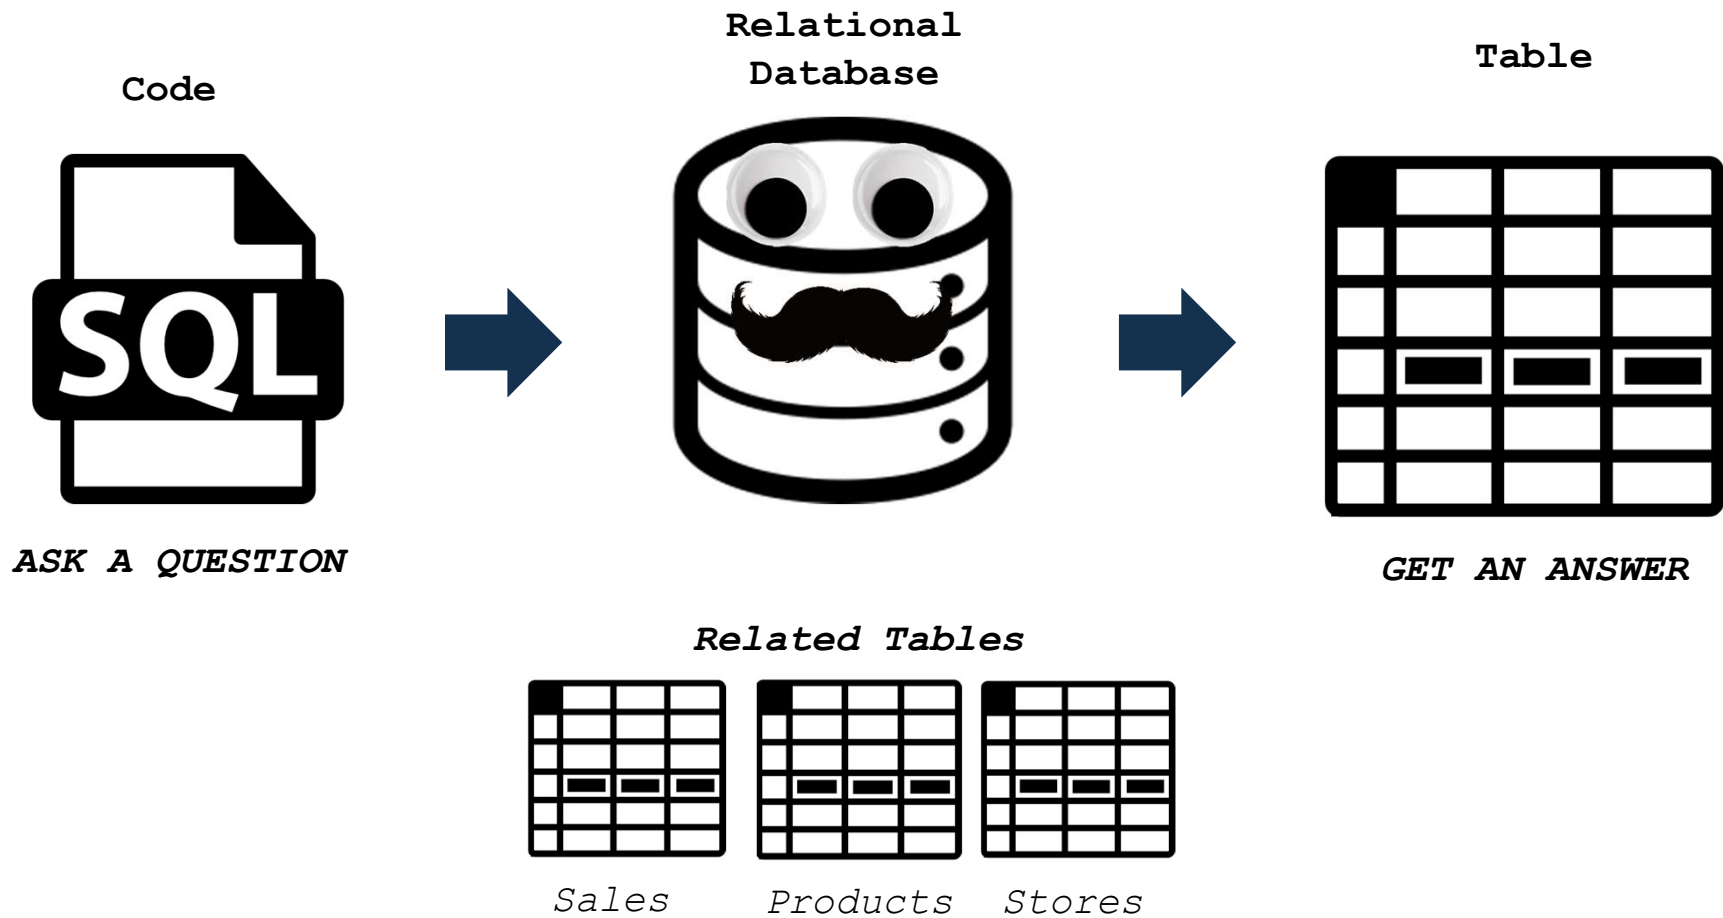 Code
SQL
ASK A QUESTION
Relational
Database
Table
GET AN ANSWER
Related Tables
Sales
Products
Stores